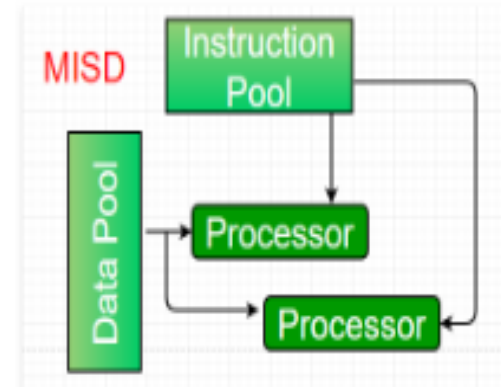 MISD
Instruction
Pool
Data Pool
Processor
Processor